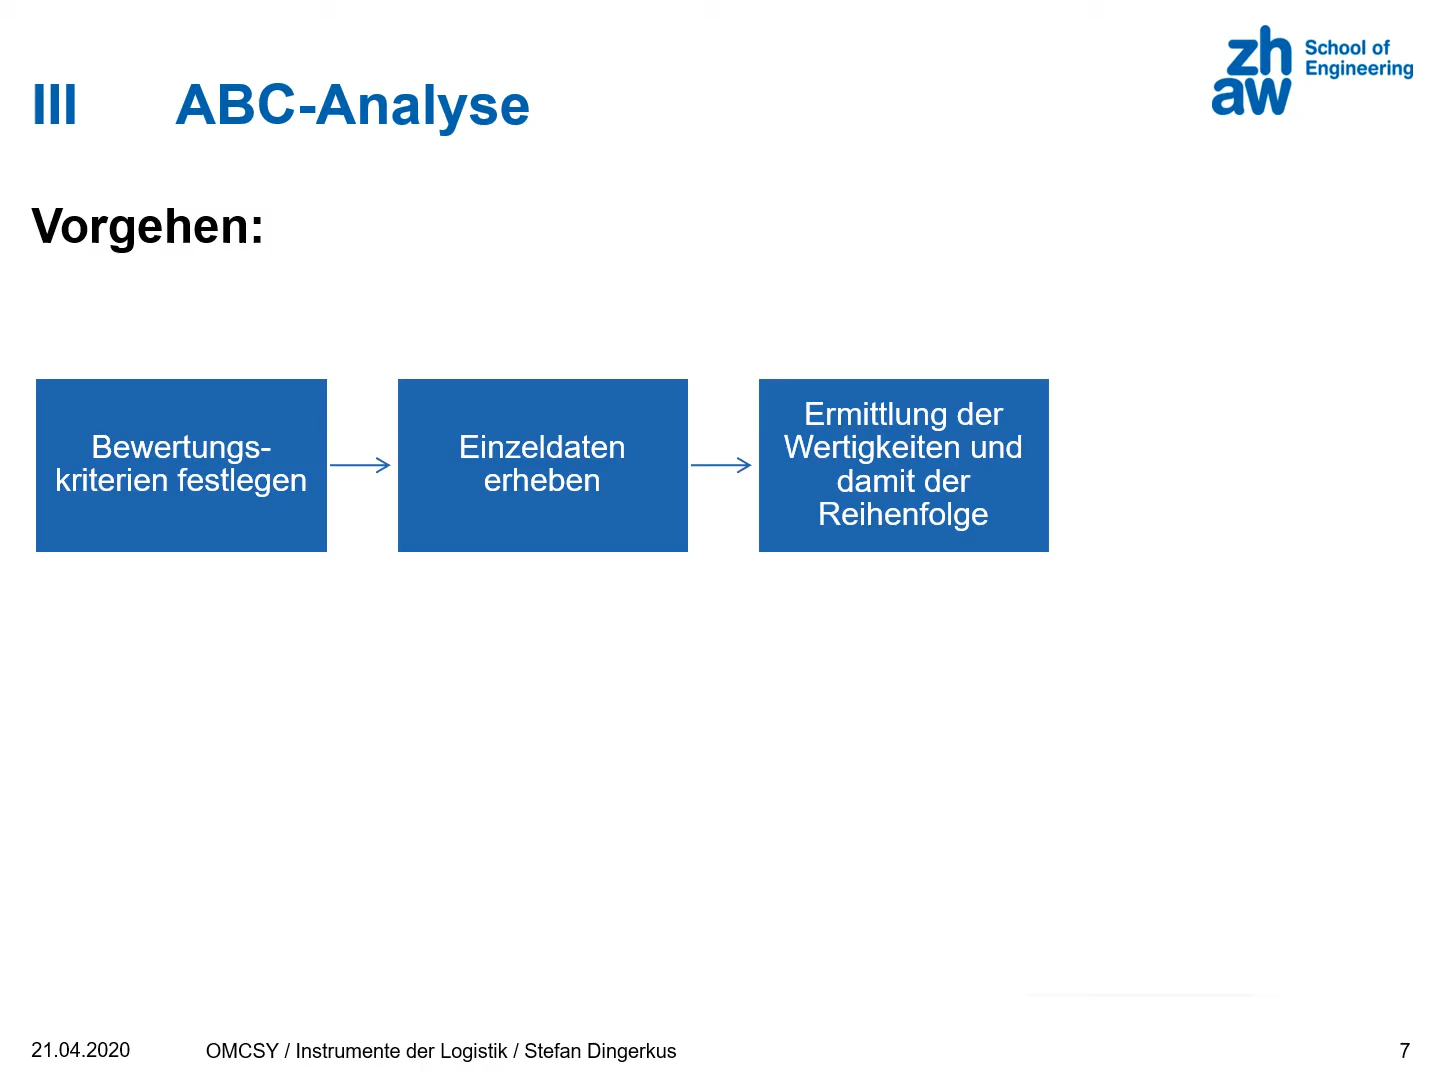 zh
aw
School of
Engineering
III ABC-Analyse
Vorgehen:
Bewertungs-
kriterien festlegen
Einzeldaten
erheben
Ermittlung der
Wertigkeiten und
damit der
Reihenfolge
21.04.2020 OMCSY / Instrumente der Logistik / Stefan Dingerkus 7